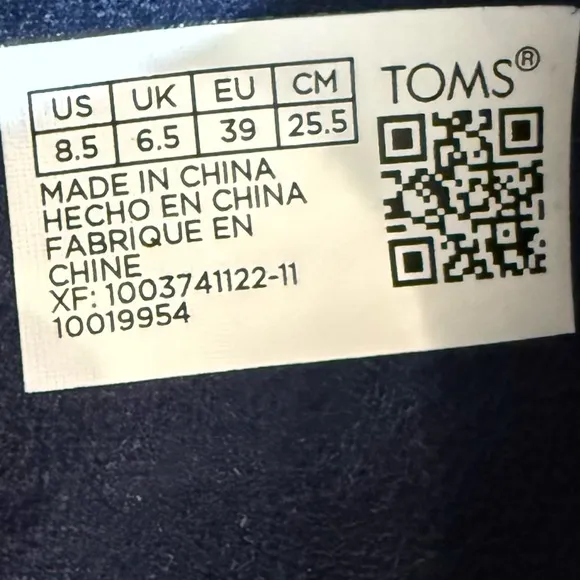 US UK EU CM
8.5 6.5 39 25.5
TOMS®
MADE IN CHINA
HECHO EN CHINA
FABRIQUE EN
CHINE
XF: 1003741122-11
10019954